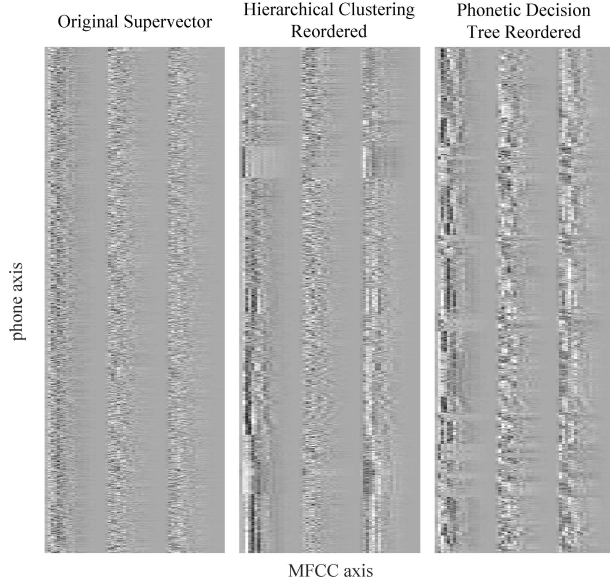 Original Supervector
Hierarchical Clustering
Reordered
Phonetic Decision
Tree Reordered
phone axis
MFCC axis